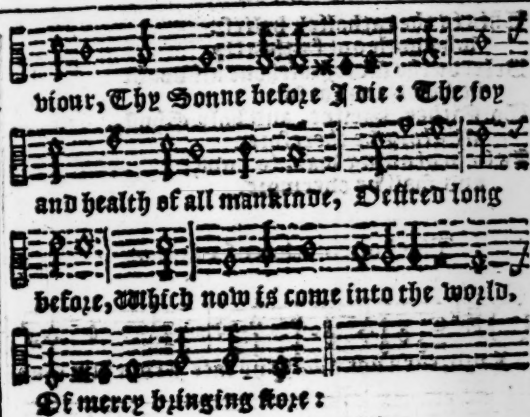 viour, Thy Sonne before I die: The joy
and health of all mankinde, Desired long
before, Which now is come into the world,
Of mercy bringing store: